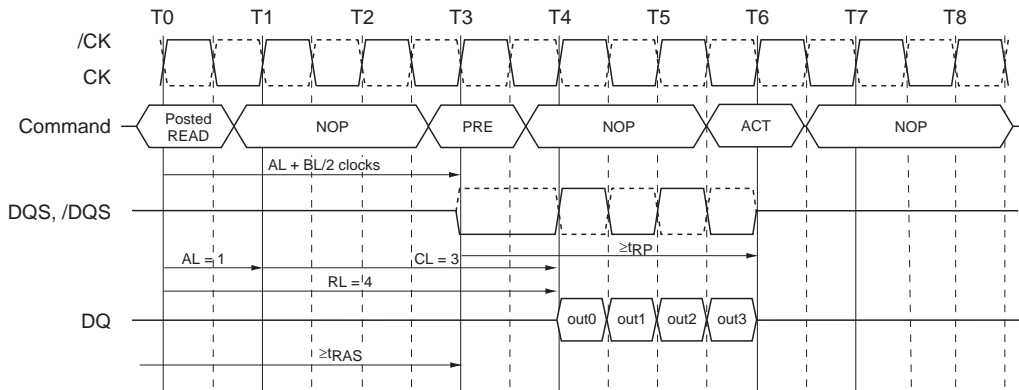 T0 T1 T2 T3 T4 T5 T6 T7 T8
/CK
CK
Command
Posted
READ
NOP
PRE
NOP
ACT
NOP
AL + BL/2 clocks
DQS, /DQS
≥tRP
AL = 1
CL = 3
RL = 4
DQ
out0
out1
out2
out3
≥tRAS